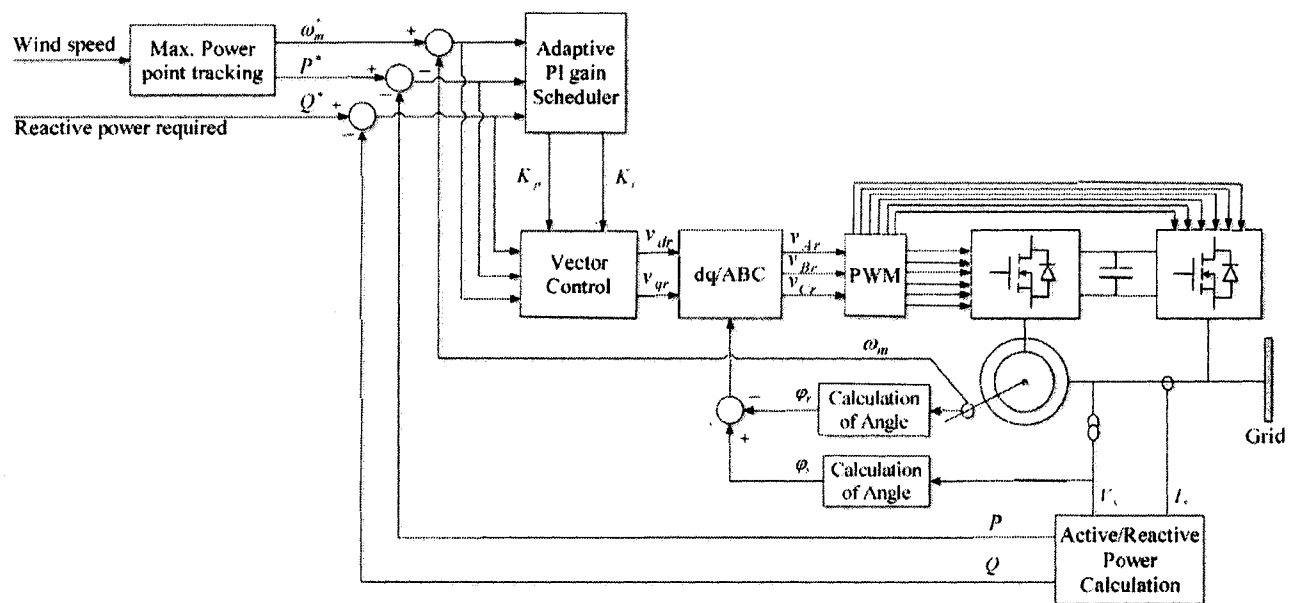 Wind speed
Max. Power
point tracking
ω*m
P*
Q*
Reactive power required
+
+
−
−
+
−
Adaptive
PI gain
Scheduler
Kp
Ki
Vector
Control
vdr
vqr
dq/ABC
vAr
vBr
vCr
PWM
ωm
φr
Calculation
of Angle
−
+
φs
Calculation
of Angle
Grid
Vs
Is
P
Q
Active/Reactive
Power
Calculation